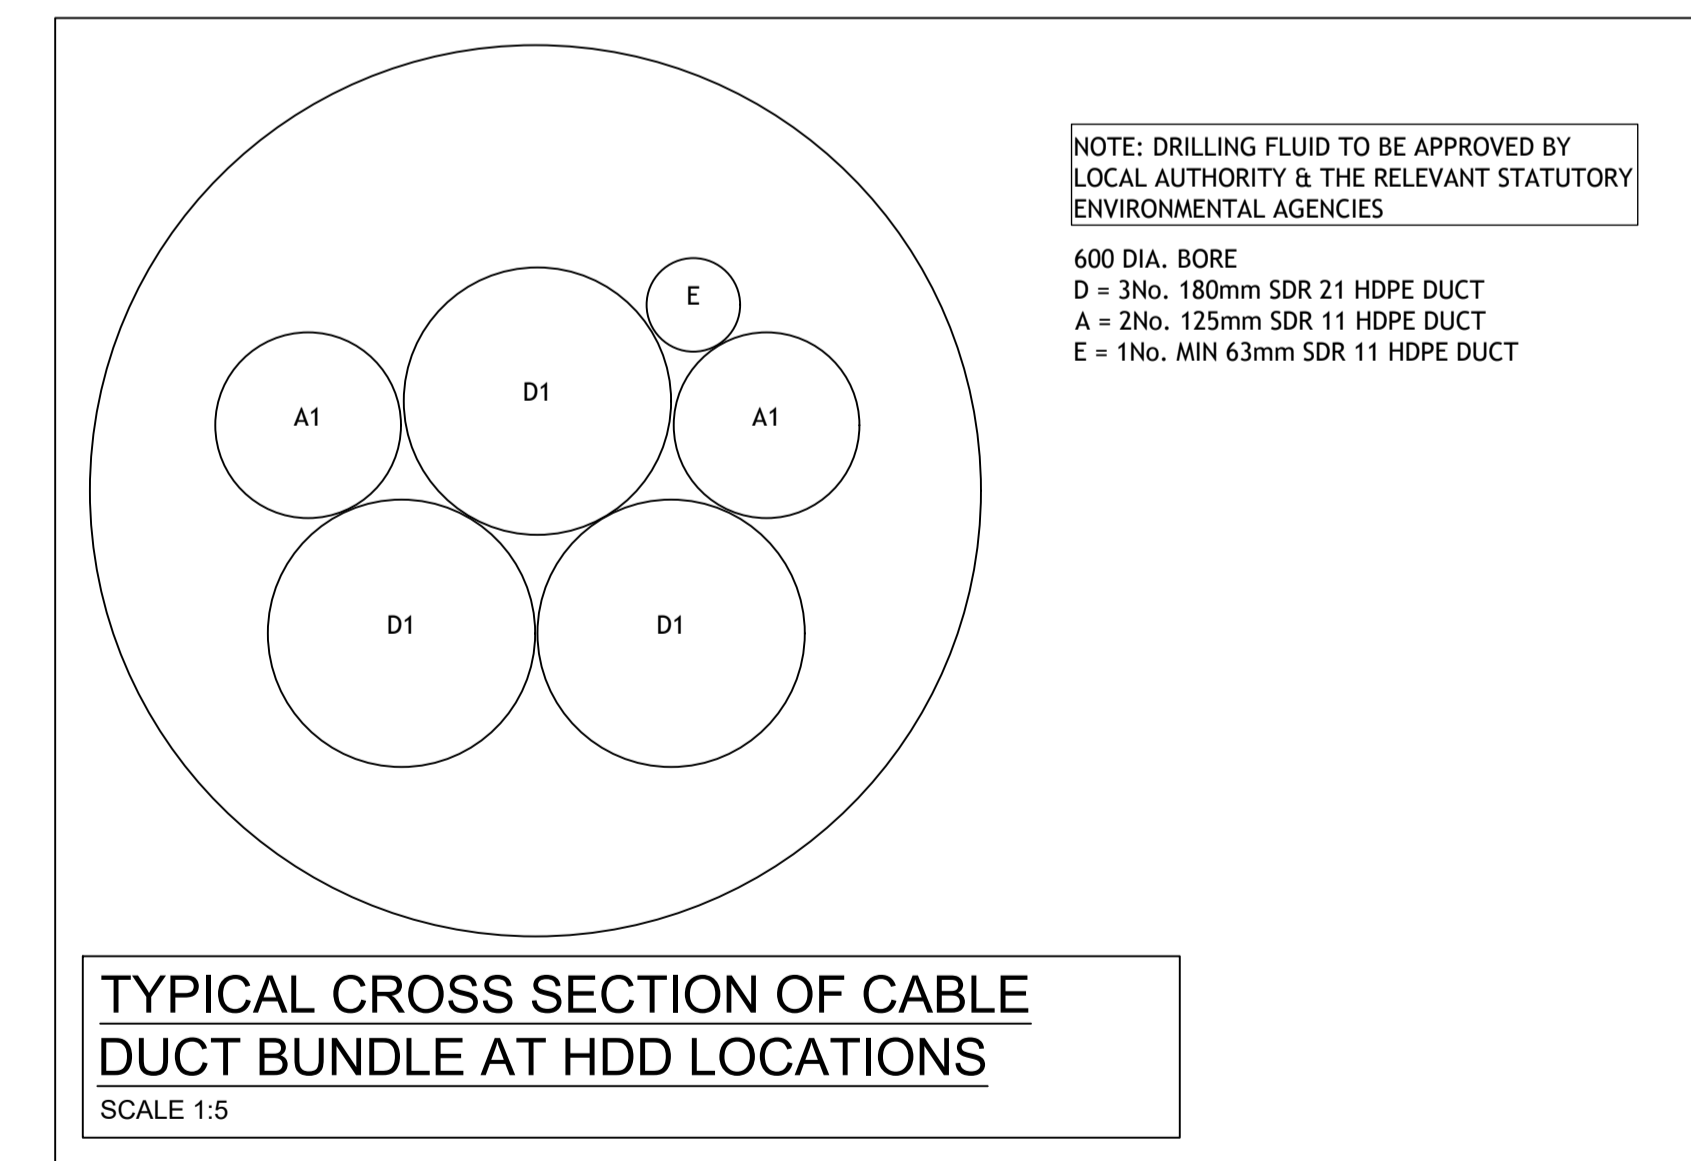 NOTE: DRILLING FLUID TO BE APPROVED BY
LOCAL AUTHORITY & THE RELEVANT STATUTORY
ENVIRONMENTAL AGENCIES
600 DIA. BORE
D = 3No. 180mm SDR 21 HDPE DUCT
A = 2No. 125mm SDR 11 HDPE DUCT
E = 1No. MIN 63mm SDR 11 HDPE DUCT
E
D1
A1
A1
D1
D1
TYPICAL CROSS SECTION OF CABLE
DUCT BUNDLE AT HDD LOCATIONS
SCALE 1:5